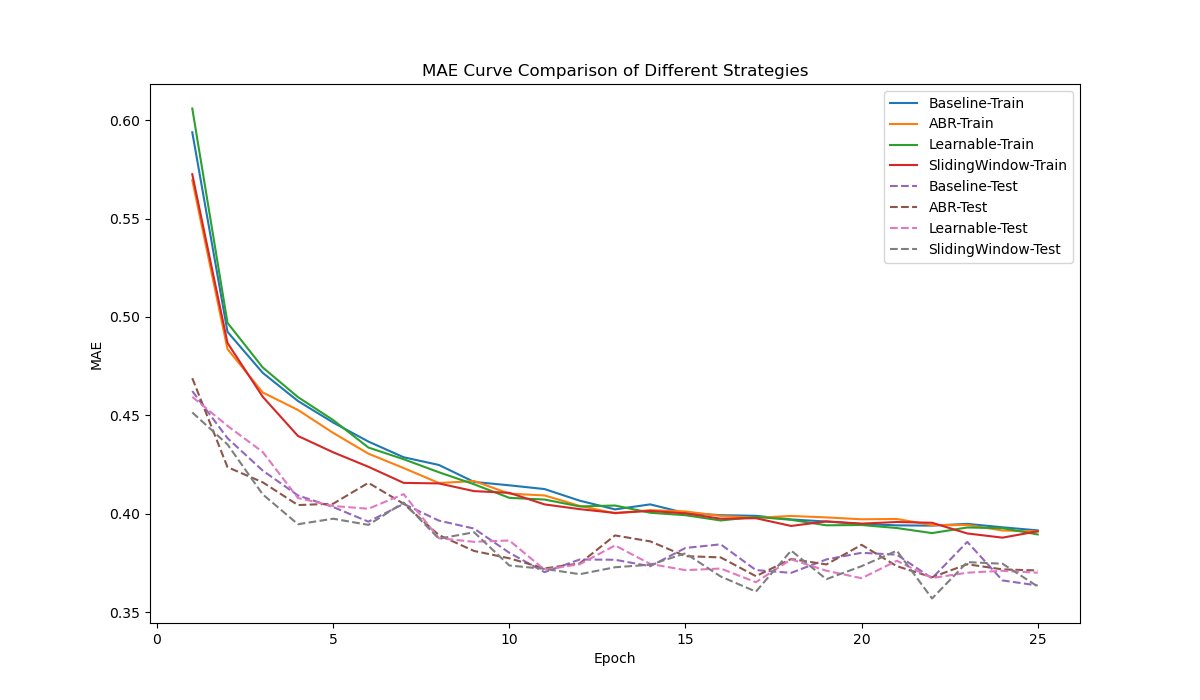 MAE Curve Comparison of Different Strategies
Baseline-Train
ABR-Train
Learnable-Train
SlidingWindow-Train
Baseline-Test
ABR-Test
Learnable-Test
SlidingWindow-Test
0.60
0.55
0.50
0.45
0.40
0.35
MAE
0 5 10 15 20 25
Epoch